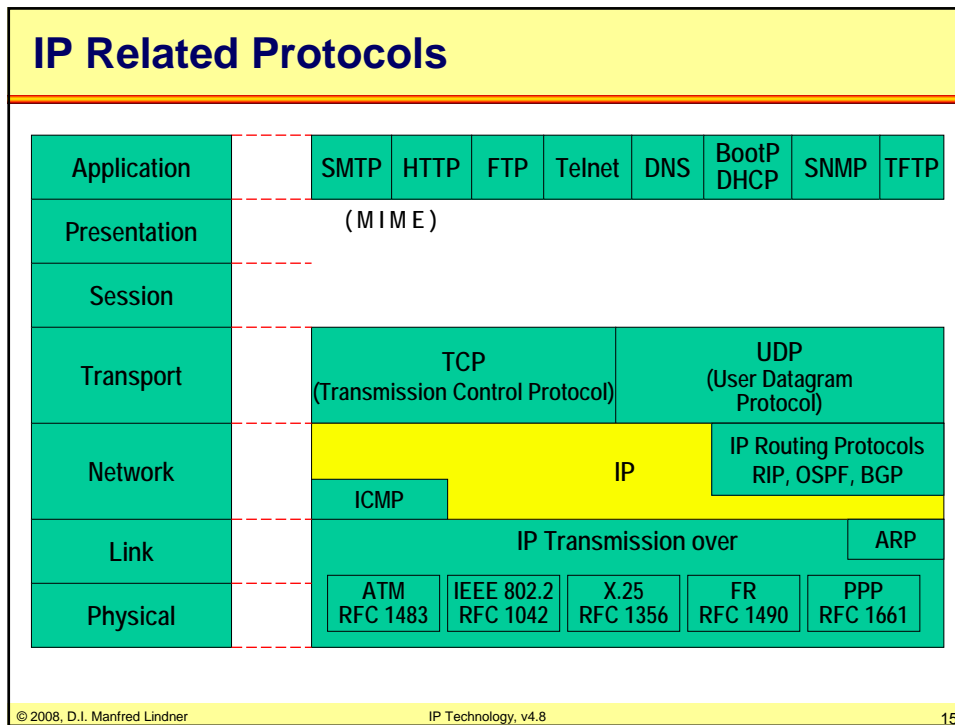 IP Related Protocols
Application
SMTP
HTTP
FTP
Telnet
DNS
BootP
DHCP
SNMP
TFTP
Presentation
(MIME)
Session
Transport
TCP
(Transmission Control Protocol)
UDP
(User Datagram
Protocol)
Network
IP
IP Routing Protocols
RIP, OSPF, BGP
ICMP
Link
IP Transmission over
ARP
Physical
ATM
RFC 1483
IEEE 802.2
RFC 1042
X.25
RFC 1356
FR
RFC 1490
PPP
RFC 1661
© 2008, D.I. Manfred Lindner
IP Technology, v4.8
15